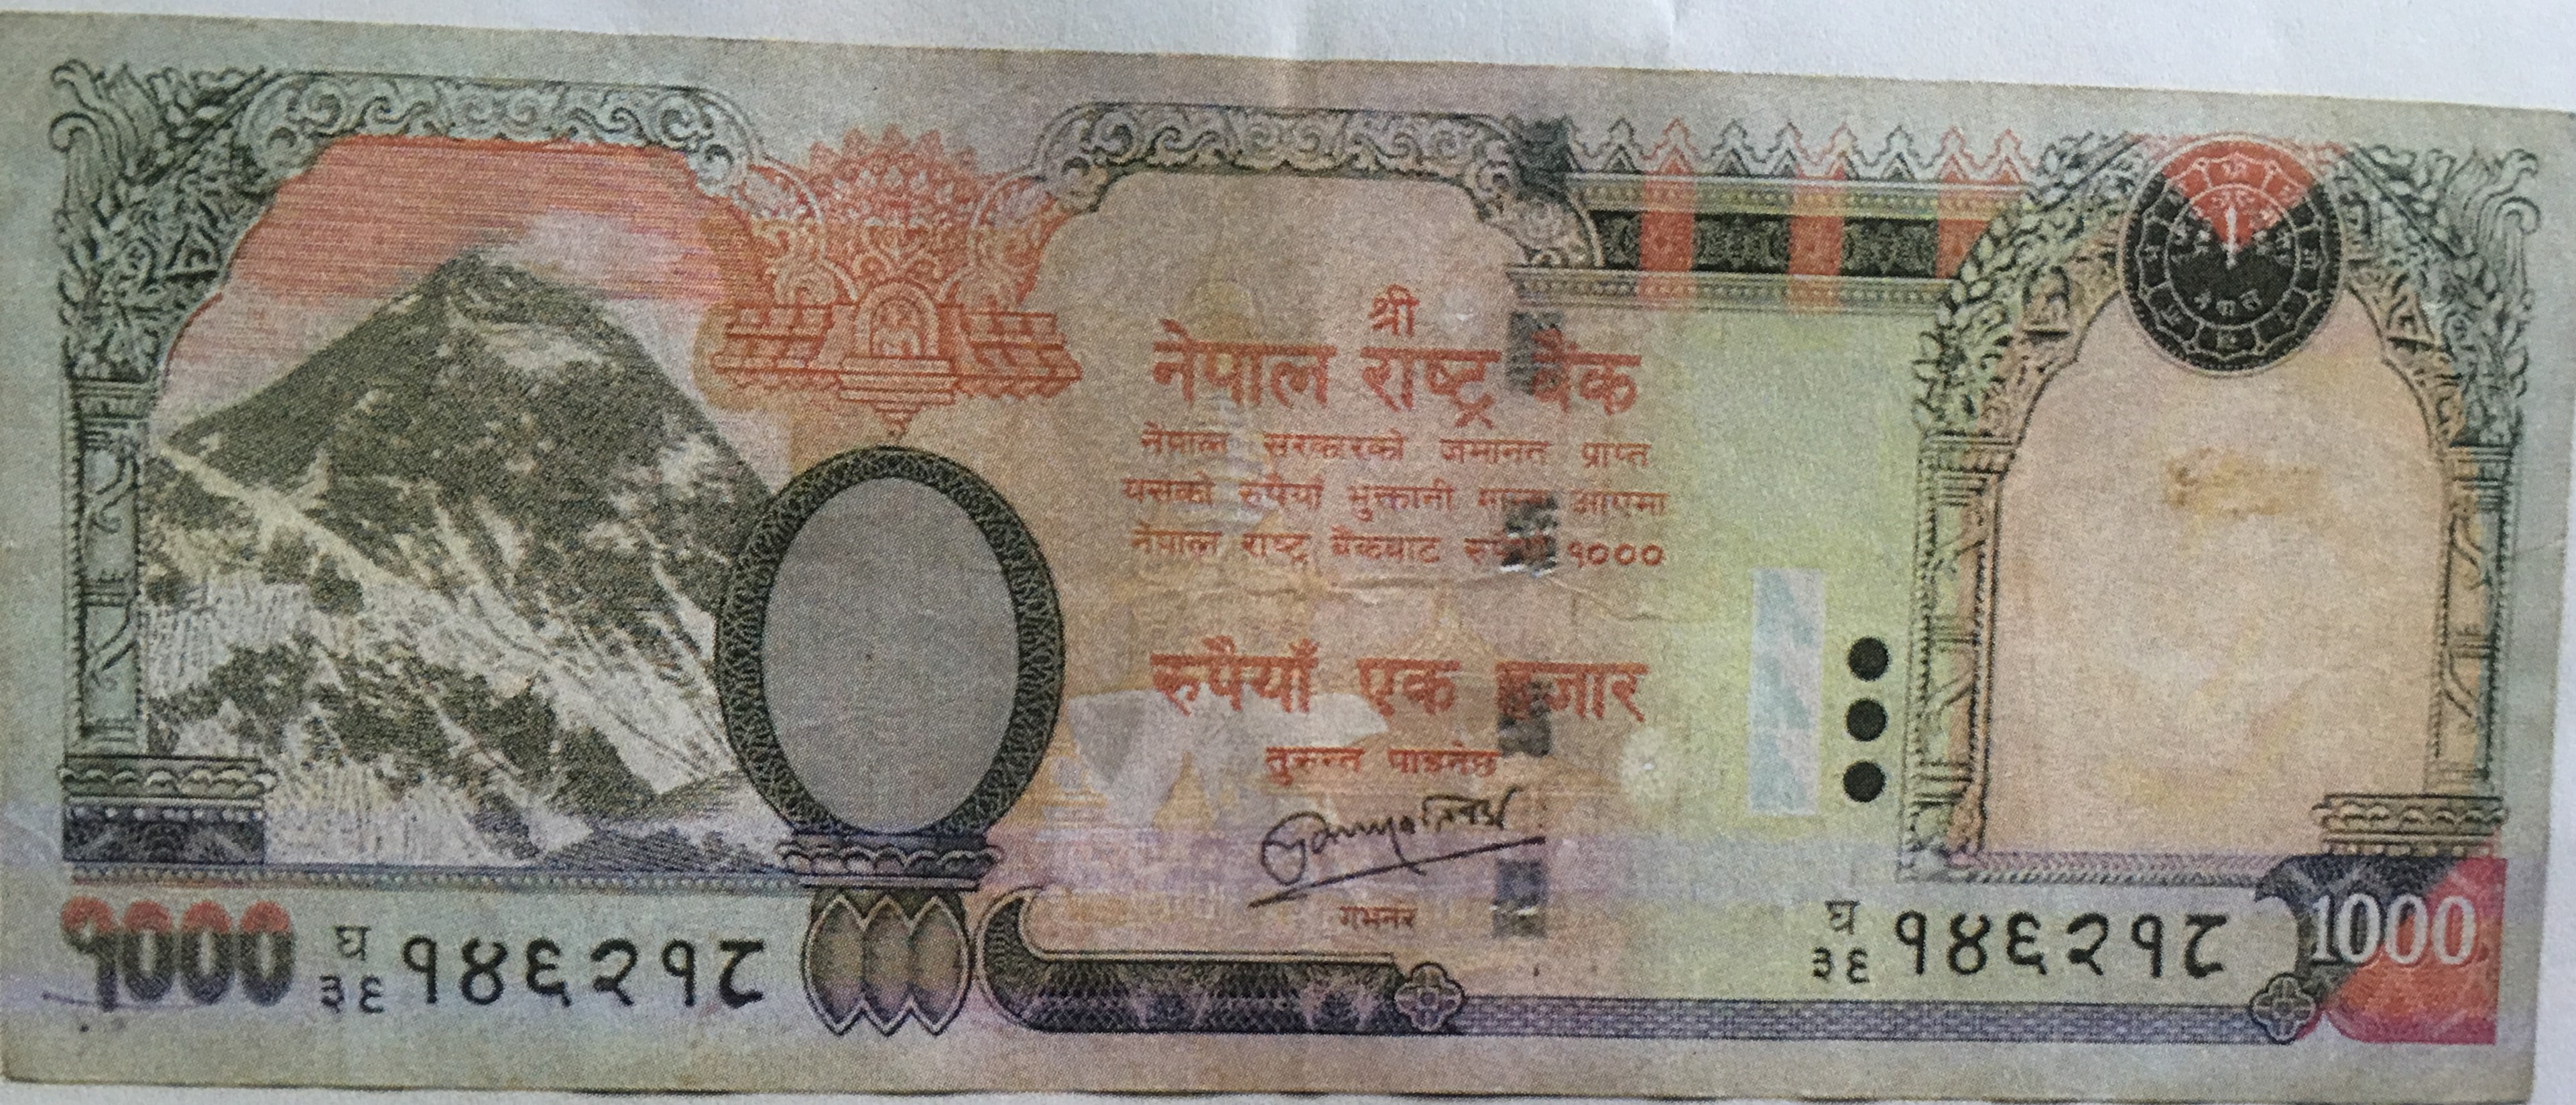 श्री
नेपाल राष्ट्र बैंक
नेपाल सरकारको जमानत प्राप्त
यसको रुपैयाँ भुक्तानी माग्न आएमा
नेपाल राष्ट्र बैंकबाट रुपैयाँ १०००
रुपैयाँ एक हजार
तुरुन्त पाइनेछ
गभर्नर
१००० घ ३६ १४६२१८
घ ३६ १४६२१८ 1000